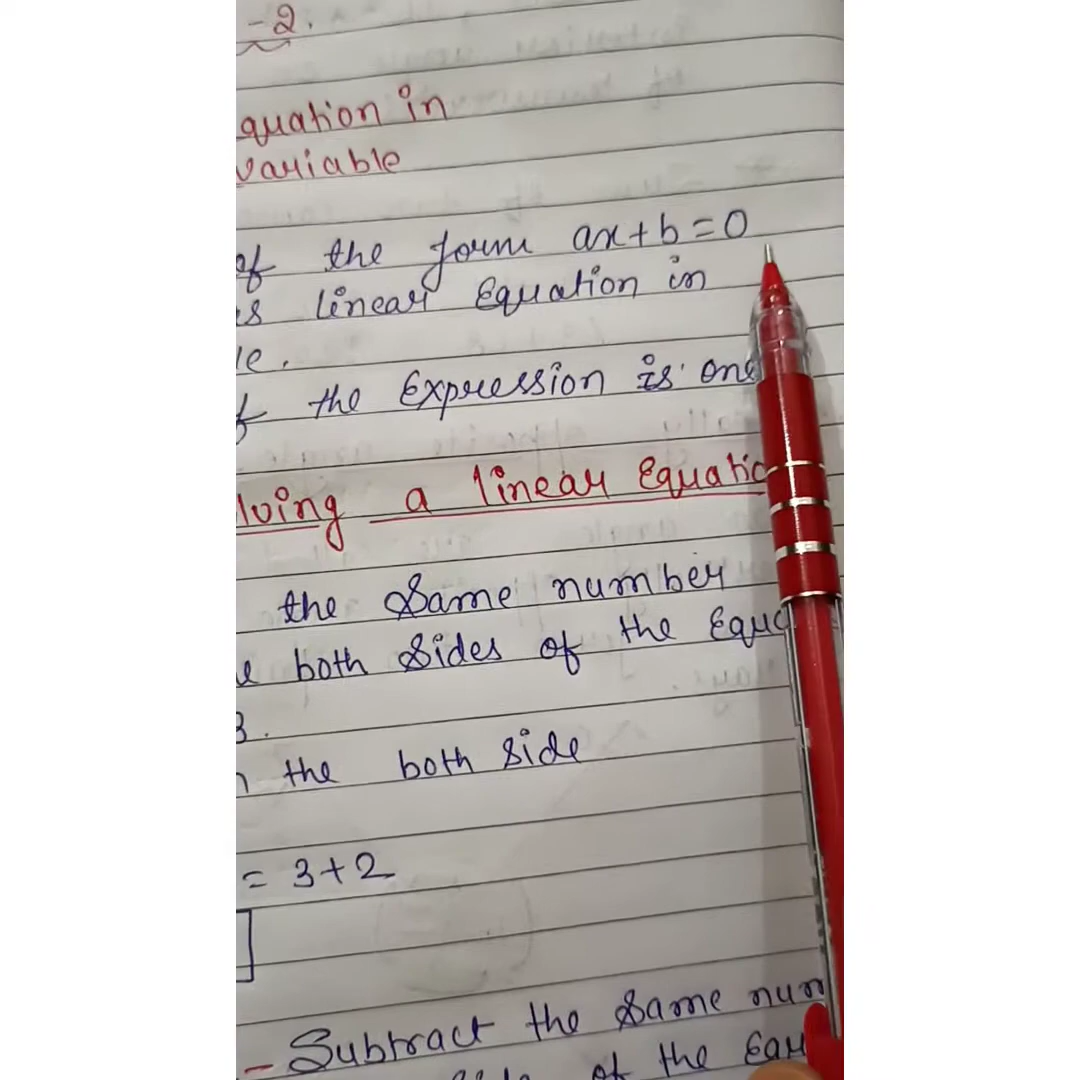 -2.
quation in
variable
of the form ax+b=0
s linear Equation in
le.
f the Expression is one
lving a linear Equatio
the Same number
e both Sides of the Equa
3.
n the both Side
= 3+2
]
- Subtract the Same num
of the Equ